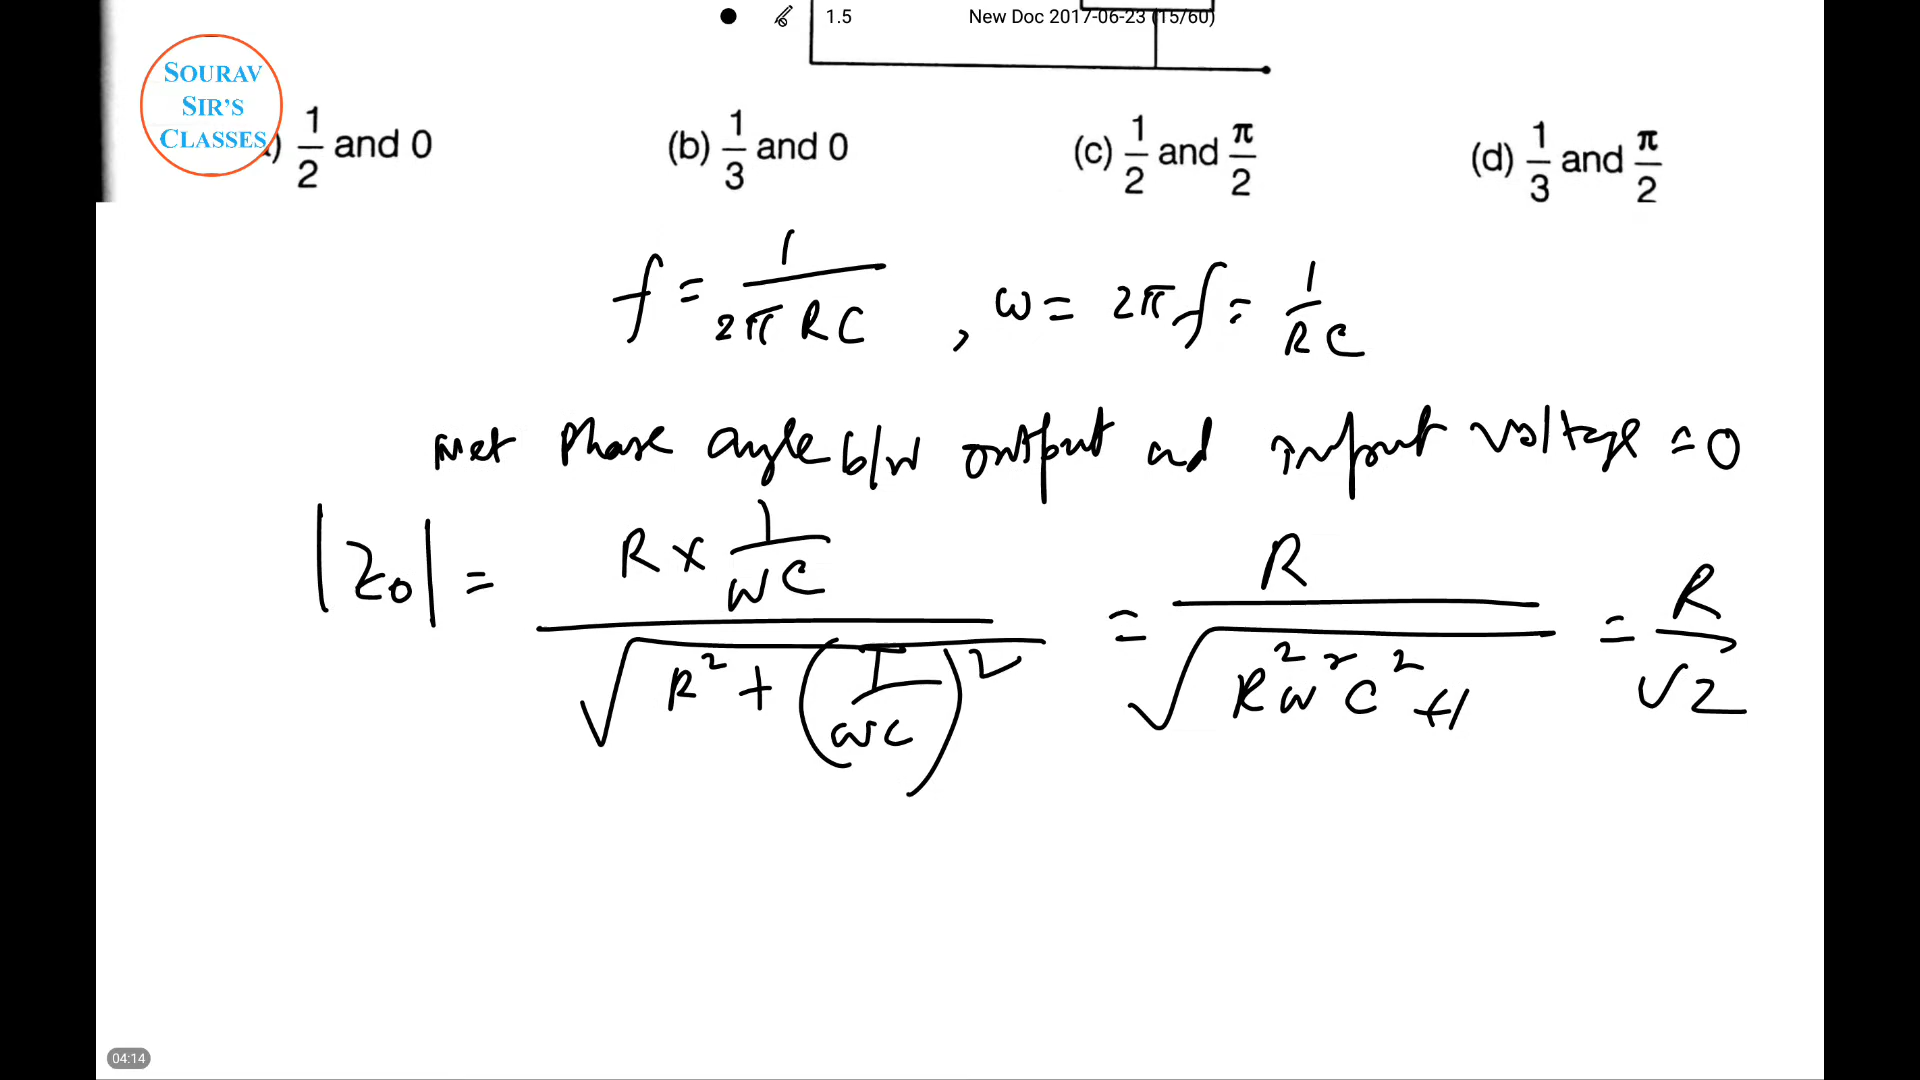 1.5 New Doc 2017-06-23 (15/60)
SOURAV
SIR'S
CLASSES
) 1/2 and 0 (b) 1/3 and 0 (c) 1/2 and π/2 (d) 1/3 and π/2
f = 1/(2π RC) , ω = 2πf = 1/(RC)
net phase angle b/w output and input voltage = 0
|Z₀| = (R × 1/(ωC))/√(R² + (1/(ωC))²) = R/√(R²ω²C² + 1) = R/√2
04:14